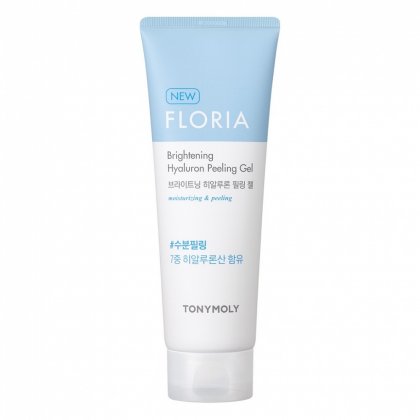 NEW
FLORIA
Brightening
Hyaluron Peeling Gel
브라이트닝 히알루론 필링 젤
moisturizing & peeling
#수분필링
7중 히알루론산 함유
TONYMOLY